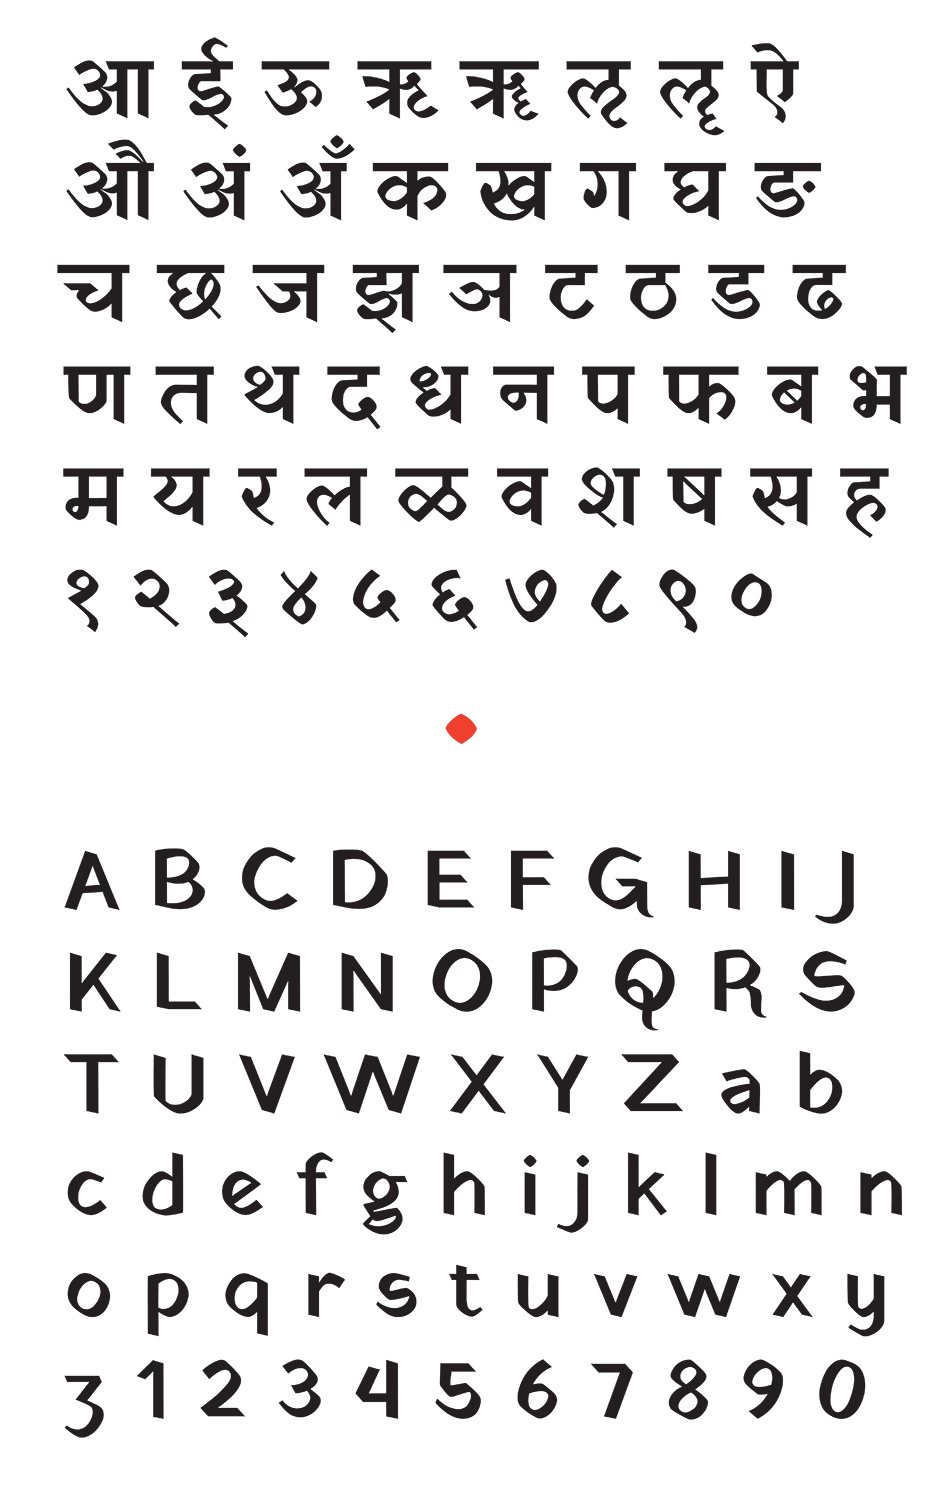 आ ई ऊ ऋ ॠ ऌ ॡ ऐ
औ अं अँ क ख ग घ ङ
च छ ज झ ञ ट ठ ड ढ
ण त थ द ध न प फ ब भ
म य र ल ळ व श ष स ह
१ २ ३ ४ ५ ६ ७ ८ ९ ०
A B C D E F G H I J
K L M N O P Q R S
T U V W X Y Z a b
c d e f g h i j k l m n
o p q r s t u v w x y
ʒ 1 2 3 4 5 6 7 8 9 0